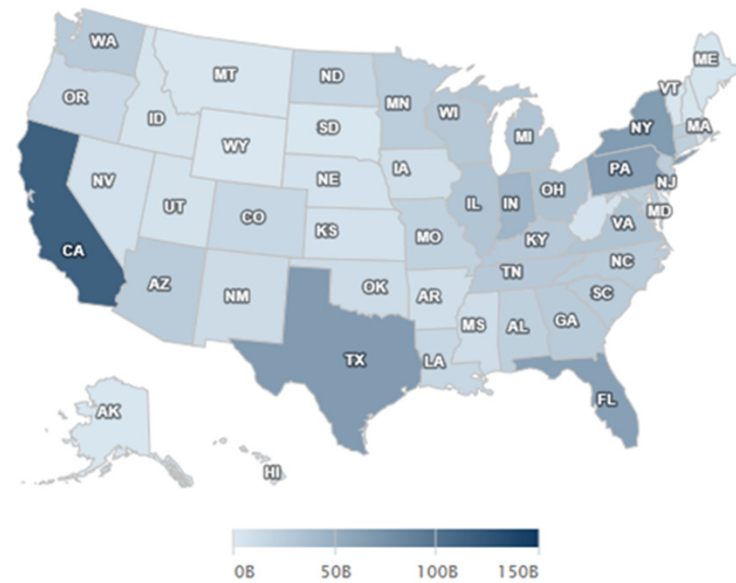 WA
MT
ND
MN
ME
VT
OR
ID
SD
WI
MI
NY
MA
WY
IA
PA
NV
NE
NJ
UT
CO
IL
IN
OH
MD
KS
MO
KY
VA
CA
AZ
NM
OK
TN
NC
AR
SC
MS
AL
GA
TX
LA
FL
AK
HI
0B 50B 100B 150B